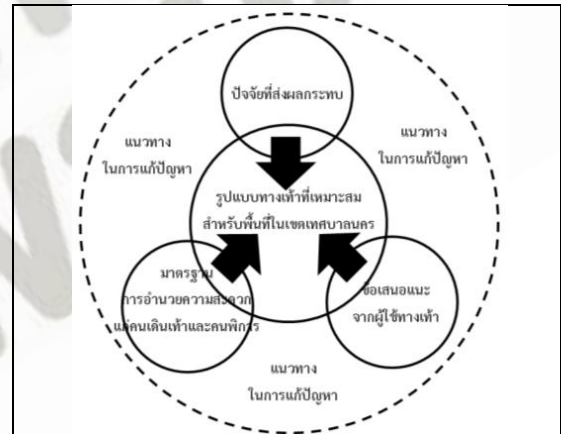 ปัจจัยที่ส่งผลกระทบ
แนวทาง
ในการแก้ปัญหา
แนวทาง
ในการแก้ปัญหา
รูปแบบทางเท้าที่เหมาะสม
สำหรับพื้นที่ในเขตเทศบาลนคร
มาตรฐาน
การอำนวยความสะดวก
แก่คนเดินเท้าและคนพิการ
ข้อเสนอแนะ
จากผู้ใช้ทางเท้า
แนวทาง
ในการแก้ปัญหา